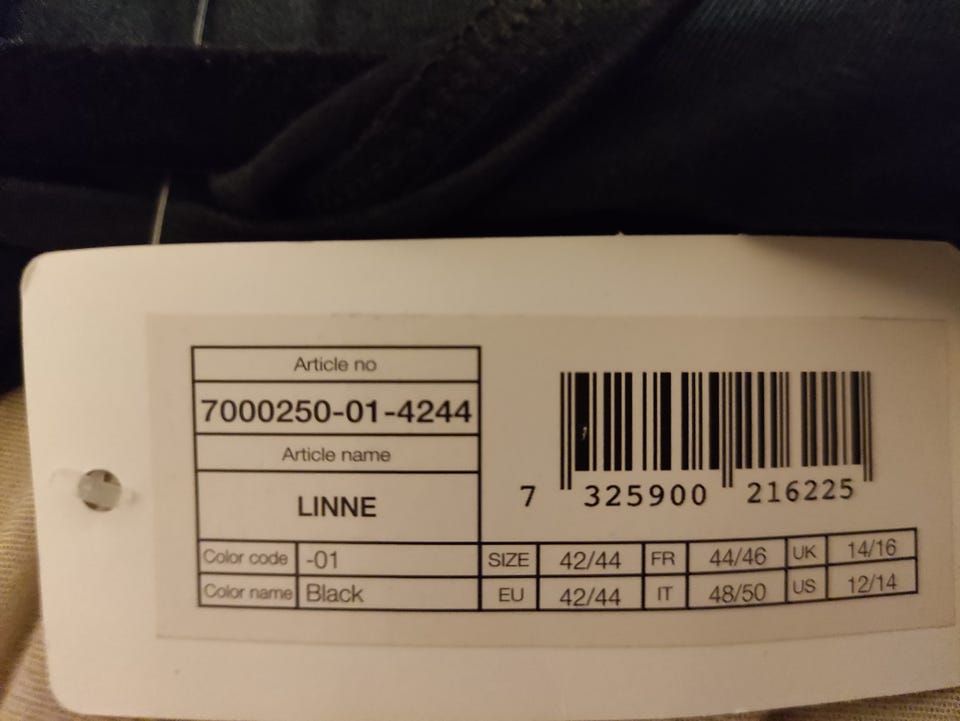 Article no
7000250-01-4244
Article name
LINNE
7 325900 216225
Color code -01 SIZE 42/44 FR 44/46 UK 14/16
Color name Black EU 42/44 IT 48/50 US 12/14